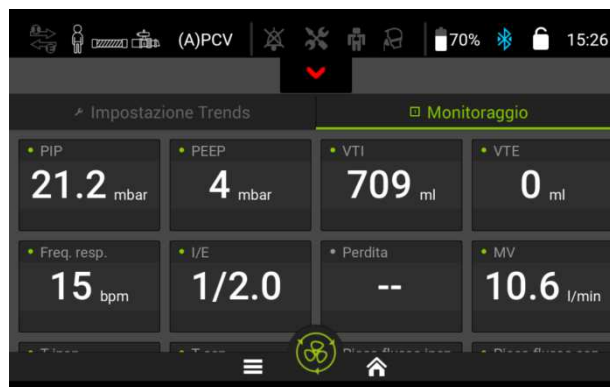 (A)PCV 70% 15:26
Impostazione Trends Monitoraggio
PIP PEEP VTI VTE
21.2 mbar 4 mbar 709 ml 0 ml
Freq. resp. I/E Perdita MV
15 bpm 1/2.0 -- 10.6 l/min